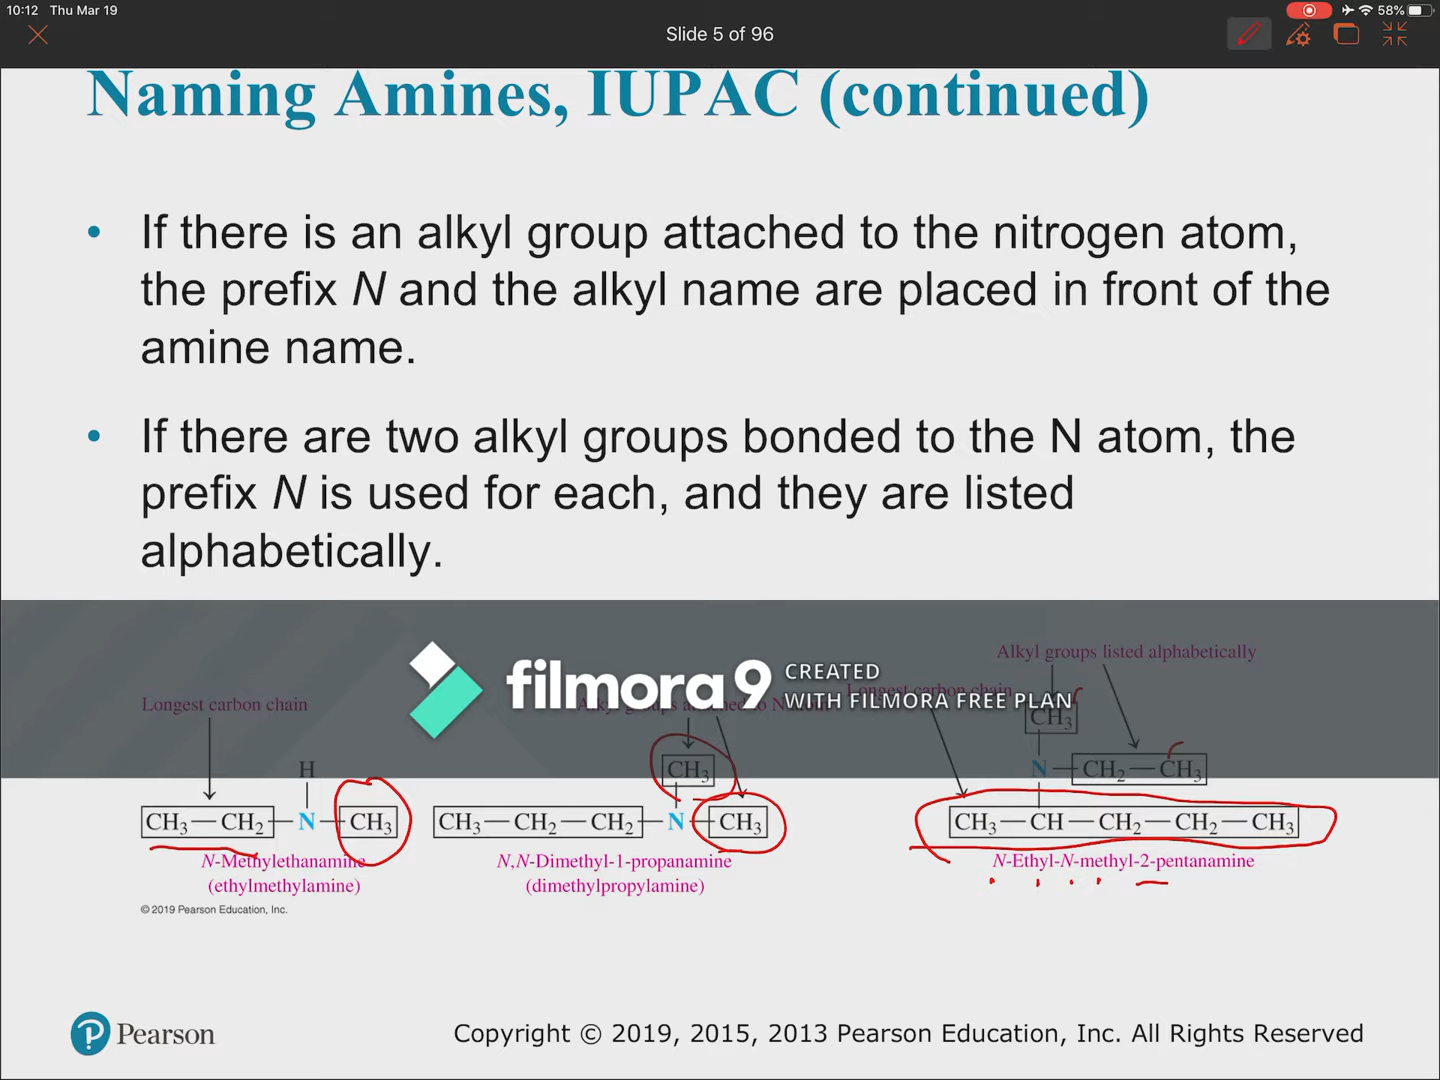 10:12 Thu Mar 19
58%
Slide 5 of 96
Naming Amines, IUPAC (continued)
• If there is an alkyl group attached to the nitrogen atom,
the prefix N and the alkyl name are placed in front of the
amine name.
• If there are two alkyl groups bonded to the N atom, the
prefix N is used for each, and they are listed
alphabetically.
Alkyl groups listed alphabetically
filmora9 CREATED
WITH FILMORA FREE PLAN
Longest carbon chain
Alkyl groups attached to N atom
Longest carbon chain
CH3
H
CH3
N—CH2—CH3
CH3—CH2—N—CH3
CH3—CH2—CH2—N—CH3
CH3—CH—CH2—CH2—CH3
N-Methylethanamine
(ethylmethylamine)
N,N-Dimethyl-1-propanamine
(dimethylpropylamine)
N-Ethyl-N-methyl-2-pentanamine
© 2019 Pearson Education, Inc.
P Pearson
Copyright © 2019, 2015, 2013 Pearson Education, Inc. All Rights Reserved